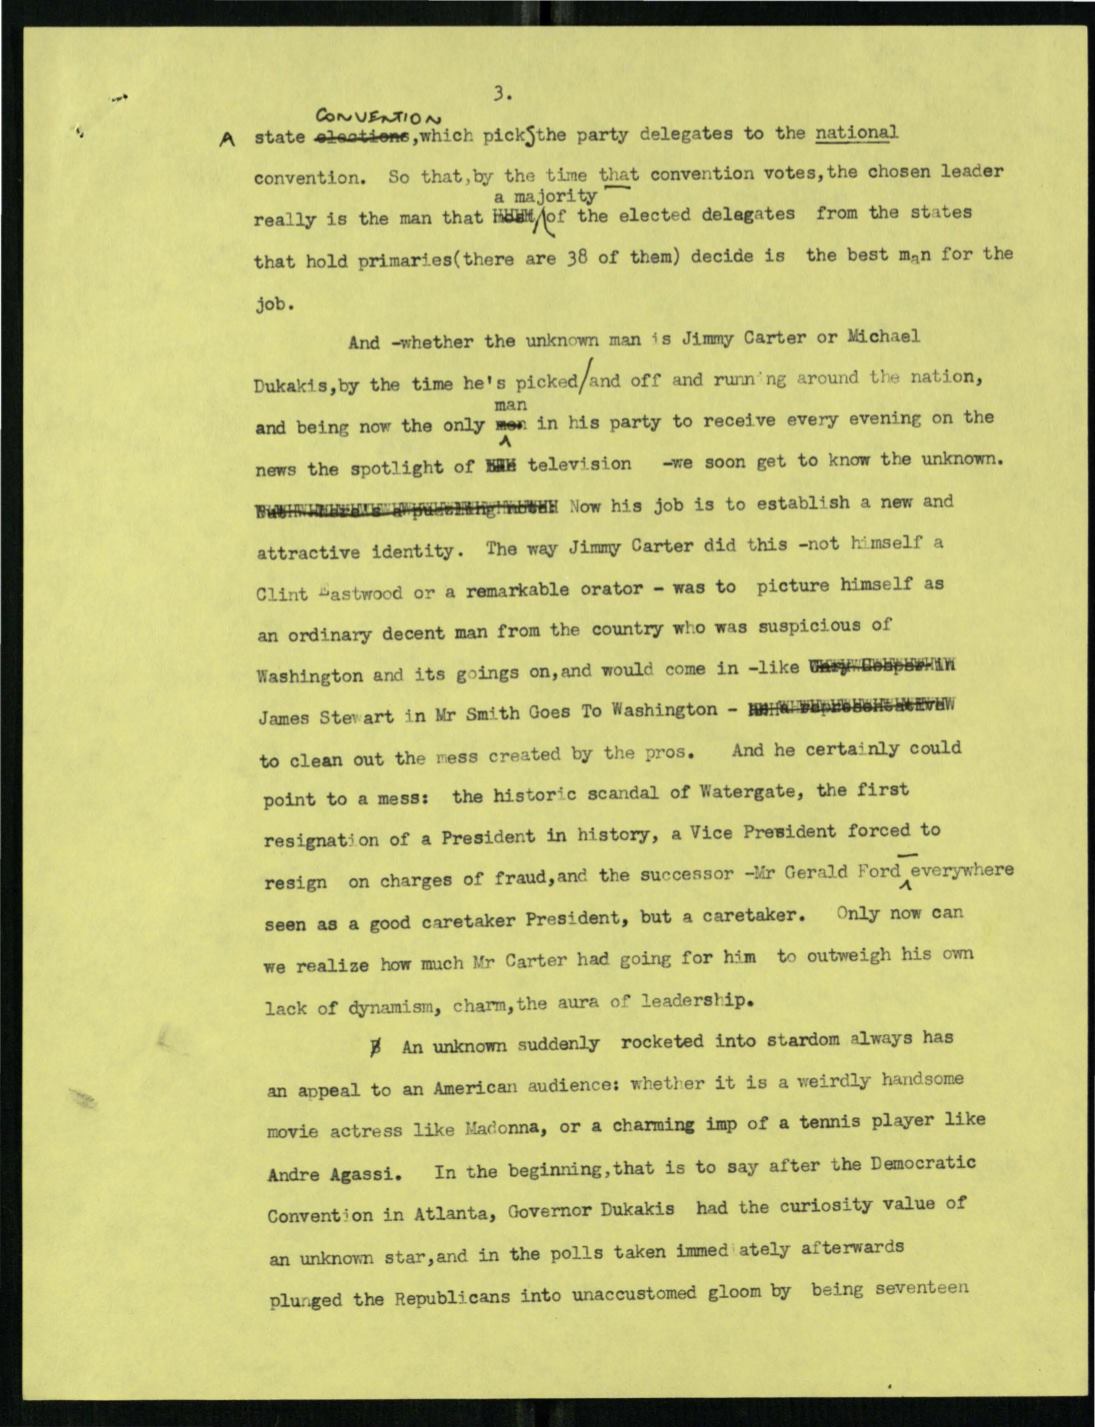 3.
CONVENTION
A state elections,which picks the party delegates to the national
convention. So that,by the time that convention votes,the chosen leader
a majority
really is the man that of the elected delegates from the states
that hold primaries(there are 38 of them) decide is the best man for the
job.
And -whether the unknown man is Jimmy Carter or Michael
Dukakis,by the time he's picked/and off and running around the nation,
man
and being now the only men in his party to receive every evening on the
news the spotlight of television -we soon get to know the unknown.
Now his job is to establish a new and
attractive identity. The way Jimmy Carter did this -not himself a
Clint Eastwood or a remarkable orator - was to picture himself as
an ordinary decent man from the country who was suspicious of
Washington and its goings on,and would come in -like Gary Cooper in
James Stewart in Mr Smith Goes To Washington - as a representative
to clean out the mess created by the pros. And he certainly could
point to a mess: the historic scandal of Watergate, the first
resignation of a President in history, a Vice President forced to
resign on charges of fraud,and the successor -Mr Gerald Ford - everywhere
seen as a good caretaker President, but a caretaker. Only now can
we realize how much Mr Carter had going for him to outweigh his own
lack of dynamism, charm,the aura of leadership.
An unknown suddenly rocketed into stardom always has
an appeal to an American audience: whether it is a weirdly handsome
movie actress like Madonna, or a charming imp of a tennis player like
Andre Agassi. In the beginning,that is to say after the Democratic
Convention in Atlanta, Governor Dukakis had the curiosity value of
an unknown star,and in the polls taken immediately afterwards
plunged the Republicans into unaccustomed gloom by being seventeen